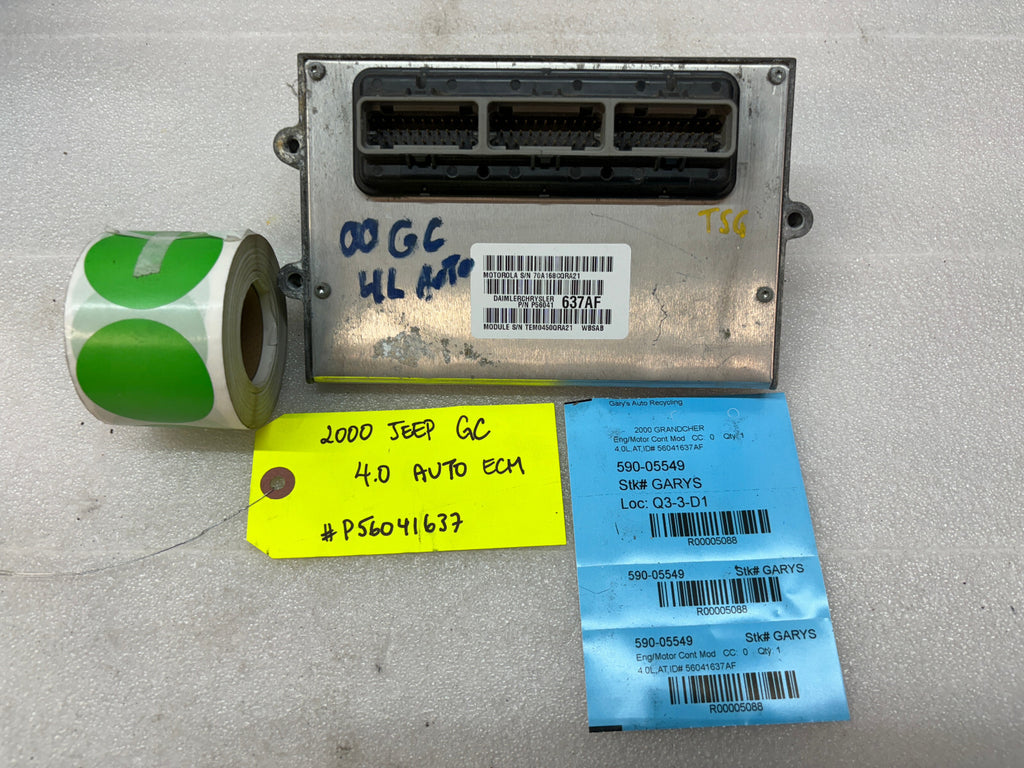 00 GC
4L AUTO
TSG
MOTOROLA S/N 70A16BCQRA21
DAIMLERCHRYSLER
P/N P56041 637AF
MODULE S/N TEM0450QRA21 WBSAB
2000 JEEP GC
4.0 AUTO ECM
#P56041637
Gary's Auto Recycling
2000 GRANDCHER
Eng/Motor Cont Mod CC: 0 Qty: 1
4.0L,AT,ID# 56041637AF
590-05549
Stk# GARYS
Loc: Q3-3-D1
R00005088
590-05549 Stk# GARYS
R00005088
590-05549 Stk# GARYS
Eng/Motor Cont Mod CC: 0 Qty: 1
4.0L,AT,ID# 56041637AF
R00005088